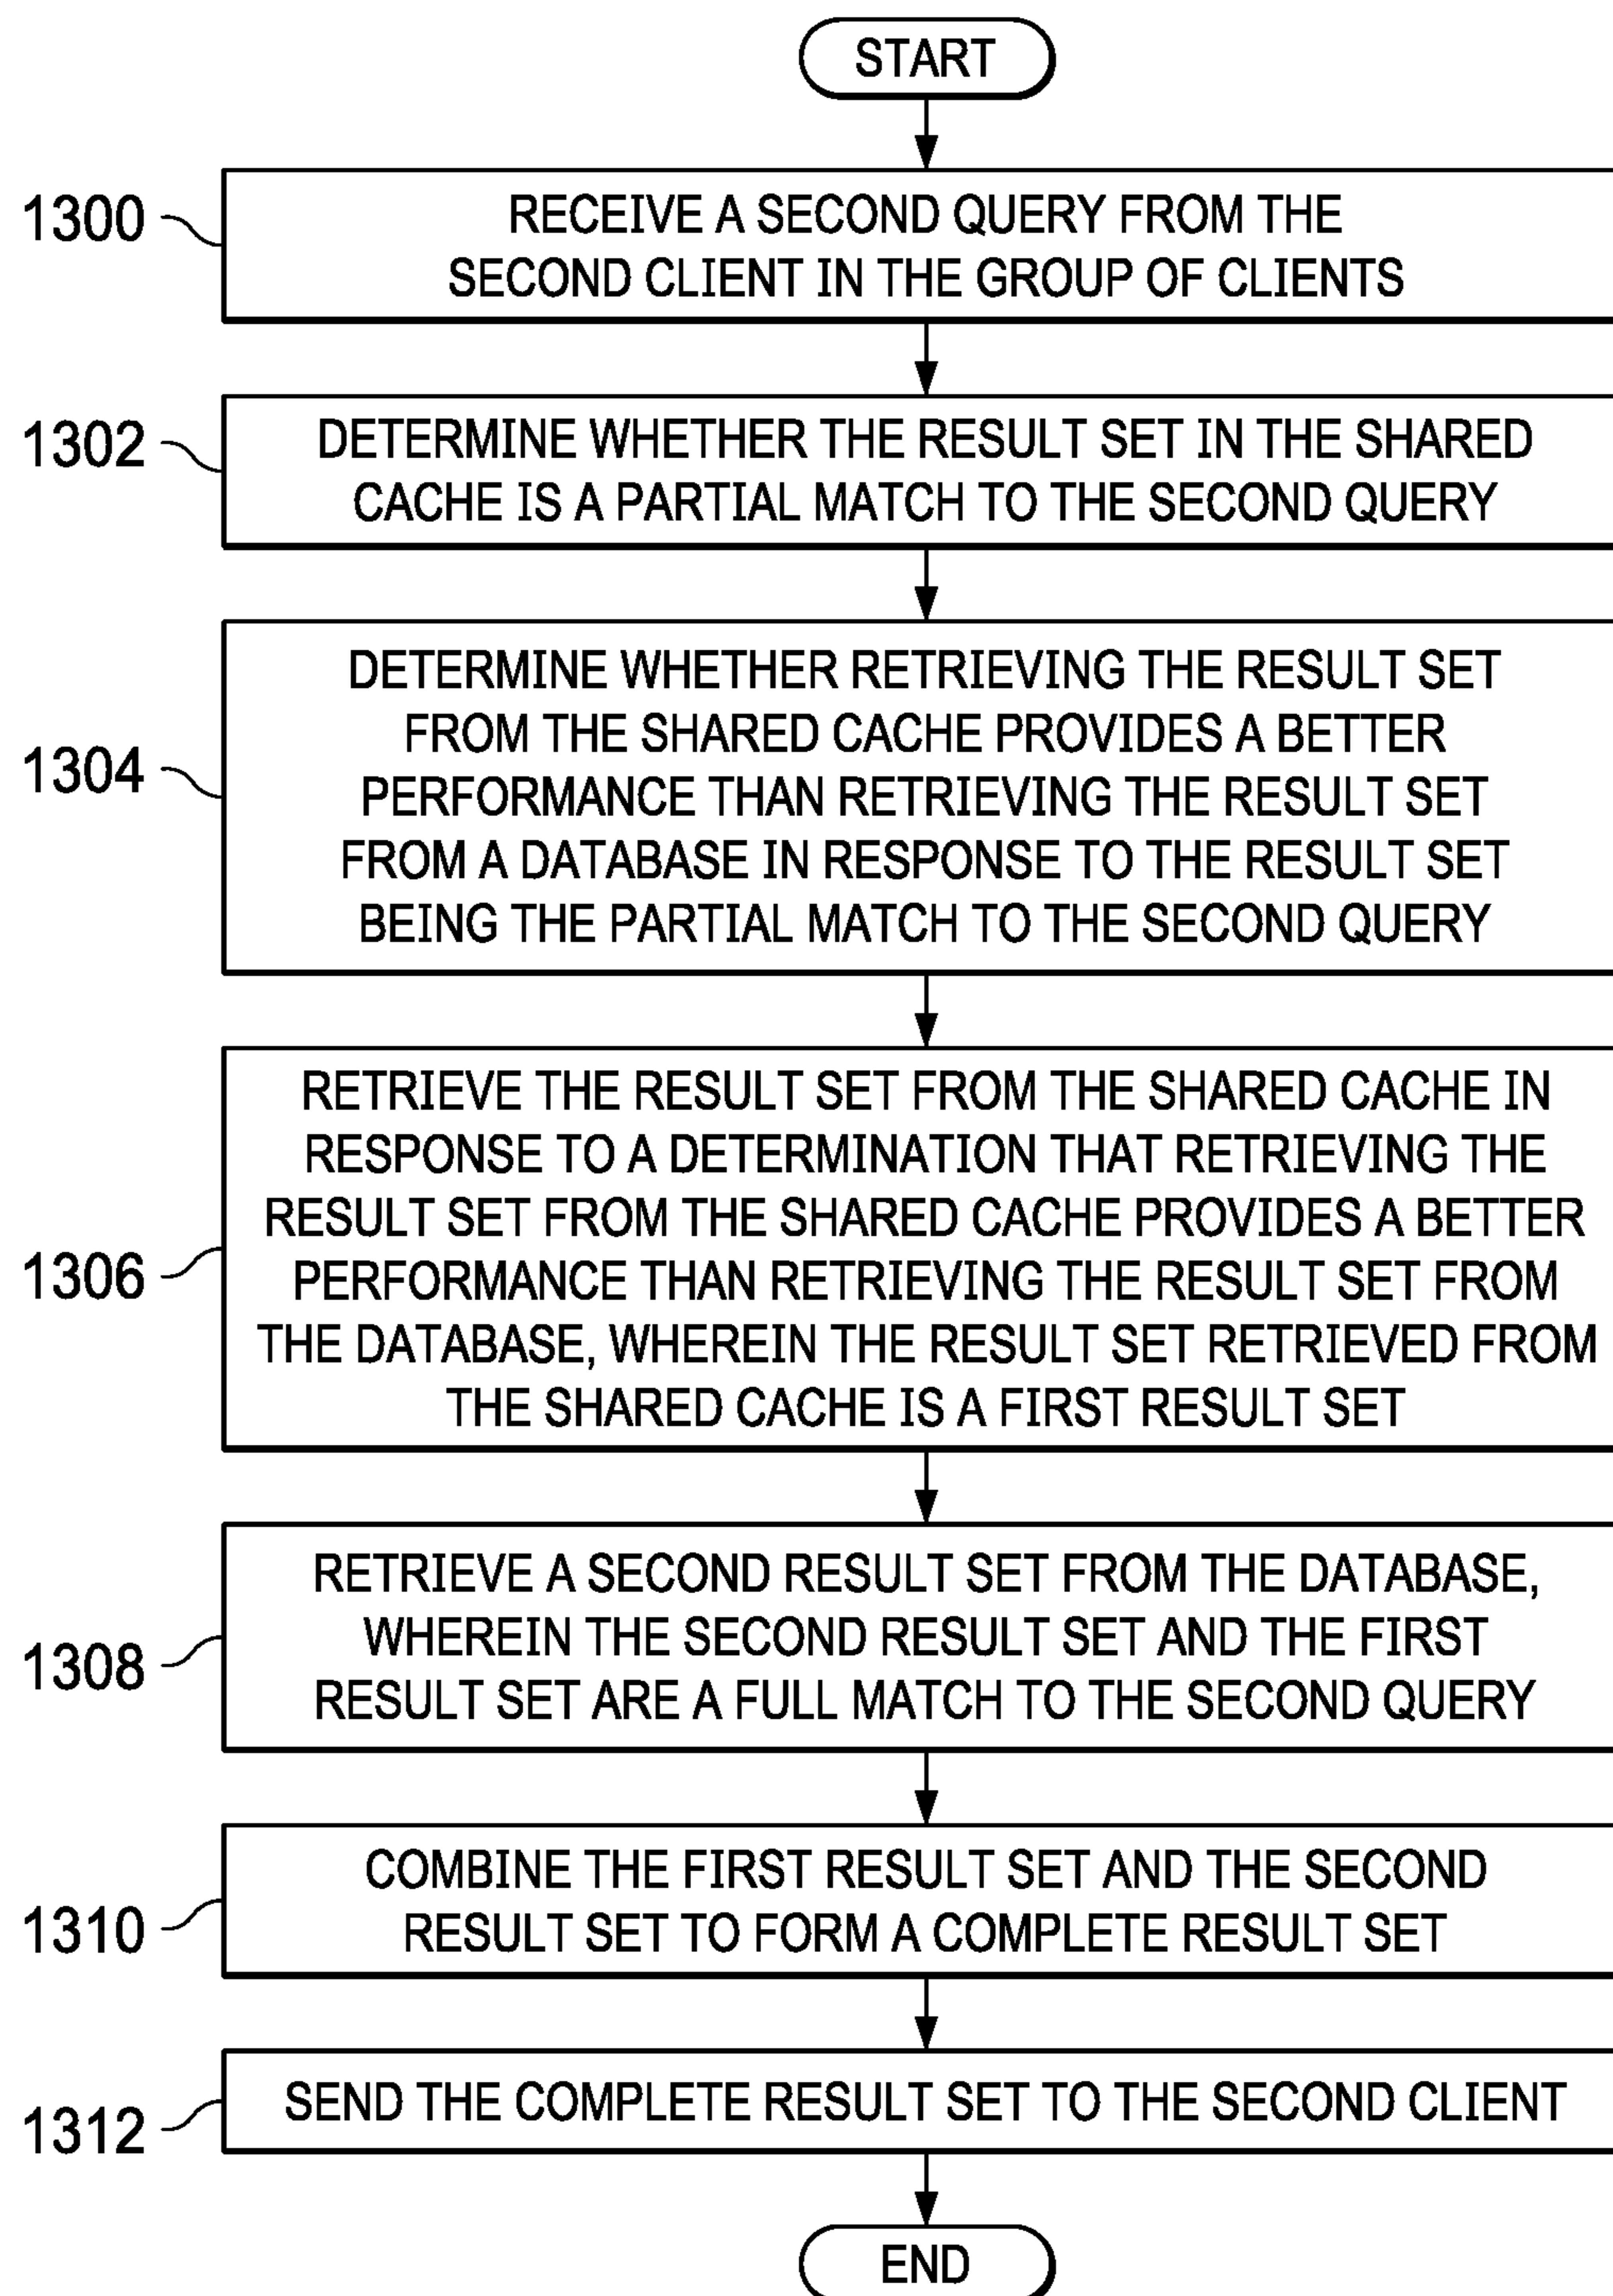 START
1300
RECEIVE A SECOND QUERY FROM THE
SECOND CLIENT IN THE GROUP OF CLIENTS
1302
DETERMINE WHETHER THE RESULT SET IN THE SHARED
CACHE IS A PARTIAL MATCH TO THE SECOND QUERY
1304
DETERMINE WHETHER RETRIEVING THE RESULT SET
FROM THE SHARED CACHE PROVIDES A BETTER
PERFORMANCE THAN RETRIEVING THE RESULT SET
FROM A DATABASE IN RESPONSE TO THE RESULT SET
BEING THE PARTIAL MATCH TO THE SECOND QUERY
1306
RETRIEVE THE RESULT SET FROM THE SHARED CACHE IN
RESPONSE TO A DETERMINATION THAT RETRIEVING THE
RESULT SET FROM THE SHARED CACHE PROVIDES A BETTER
PERFORMANCE THAN RETRIEVING THE RESULT SET FROM
THE DATABASE, WHEREIN THE RESULT SET RETRIEVED FROM
THE SHARED CACHE IS A FIRST RESULT SET
1308
RETRIEVE A SECOND RESULT SET FROM THE DATABASE,
WHEREIN THE SECOND RESULT SET AND THE FIRST
RESULT SET ARE A FULL MATCH TO THE SECOND QUERY
1310
COMBINE THE FIRST RESULT SET AND THE SECOND
RESULT SET TO FORM A COMPLETE RESULT SET
1312
SEND THE COMPLETE RESULT SET TO THE SECOND CLIENT
END